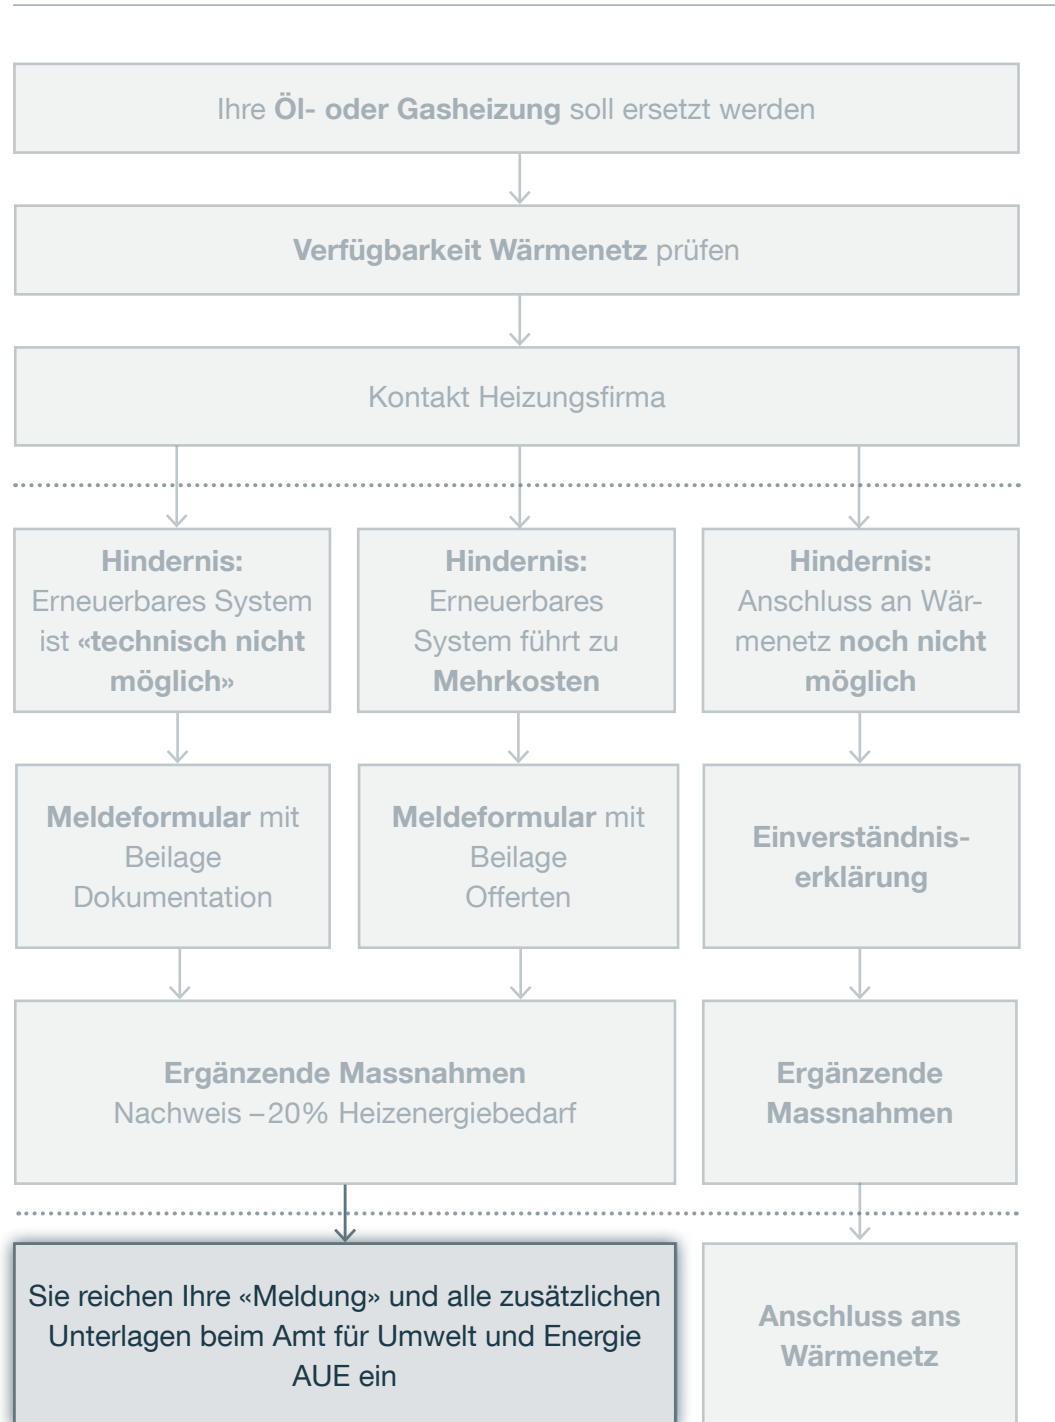 Ihre Öl- oder Gasheizung soll ersetzt werden
Verfügbarkeit Wärmenetz prüfen
Kontakt Heizungsfirma
Hindernis:
Erneuerbares System
ist «technisch nicht
möglich»
Hindernis:
Erneuerbares
System führt zu
Mehrkosten
Hindernis:
Anschluss an Wär-
menetz noch nicht
möglich
Meldeformular mit
Beilage
Dokumentation
Meldeformular mit
Beilage
Offerten
Einverständnis-
erklärung
Ergänzende Massnahmen
Nachweis –20% Heizenergiebedarf
Ergänzende
Massnahmen
Sie reichen Ihre «Meldung» und alle zusätzlichen
Unterlagen beim Amt für Umwelt und Energie
AUE ein
Anschluss ans
Wärmenetz